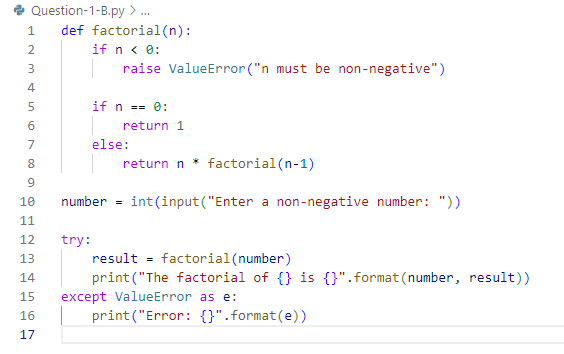 Question-1-B.py > ...
1 def factorial(n):
2     if n < 0:
3         raise ValueError("n must be non-negative")
4
5     if n == 0:
6         return 1
7     else:
8         return n * factorial(n-1)
9
10 number = int(input("Enter a non-negative number: "))
11
12 try:
13     result = factorial(number)
14     print("The factorial of {} is {}".format(number, result))
15 except ValueError as e:
16     print("Error: {}".format(e))
17